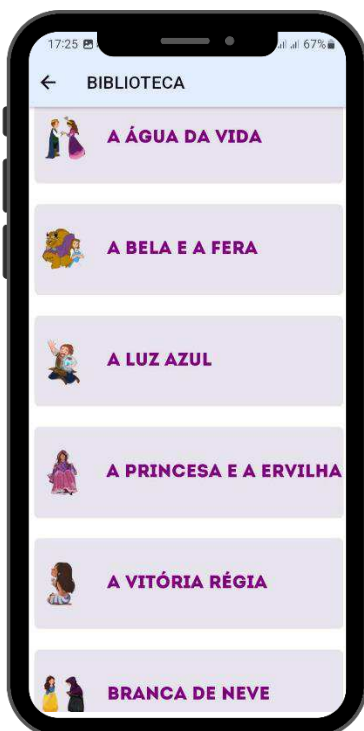 17:25 67%
BIBLIOTECA
A ÁGUA DA VIDA
A BELA E A FERA
A LUZ AZUL
A PRINCESA E A ERVILHA
A VITÓRIA RÉGIA
BRANCA DE NEVE